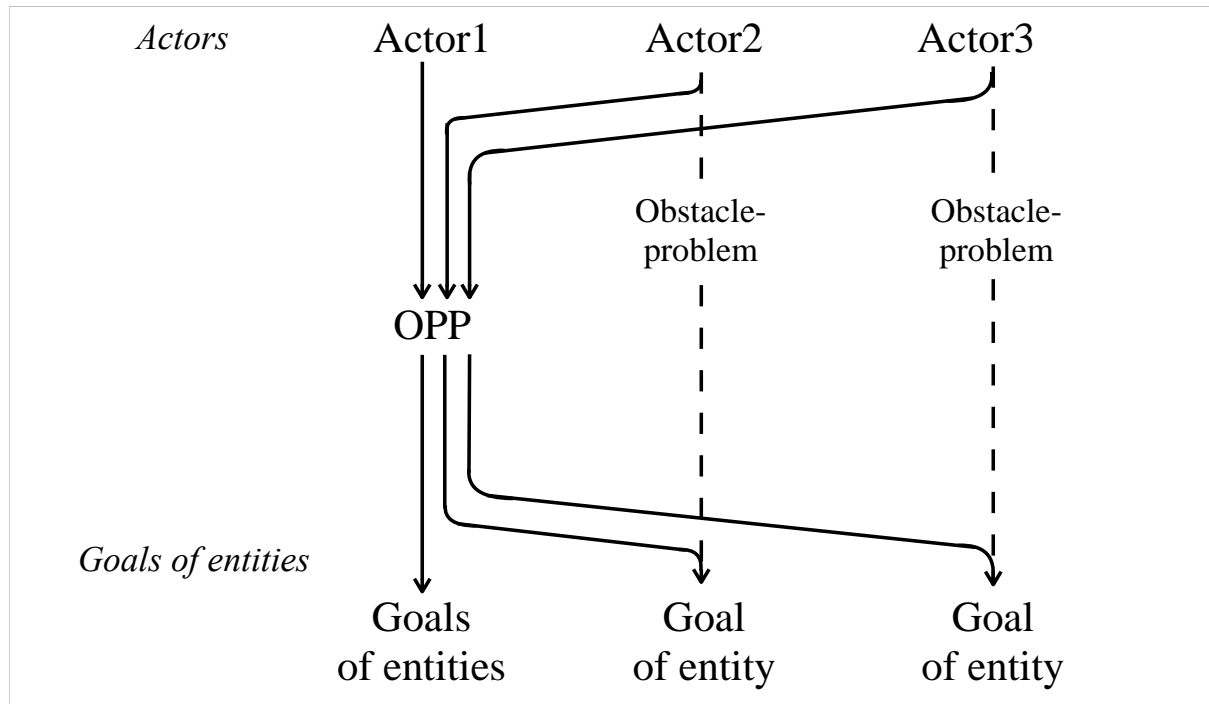 Actors
Actor1
Actor2
Actor3
Obstacle-
problem
Obstacle-
problem
OPP
Goals of entities
Goals
of entities
Goal
of entity
Goal
of entity